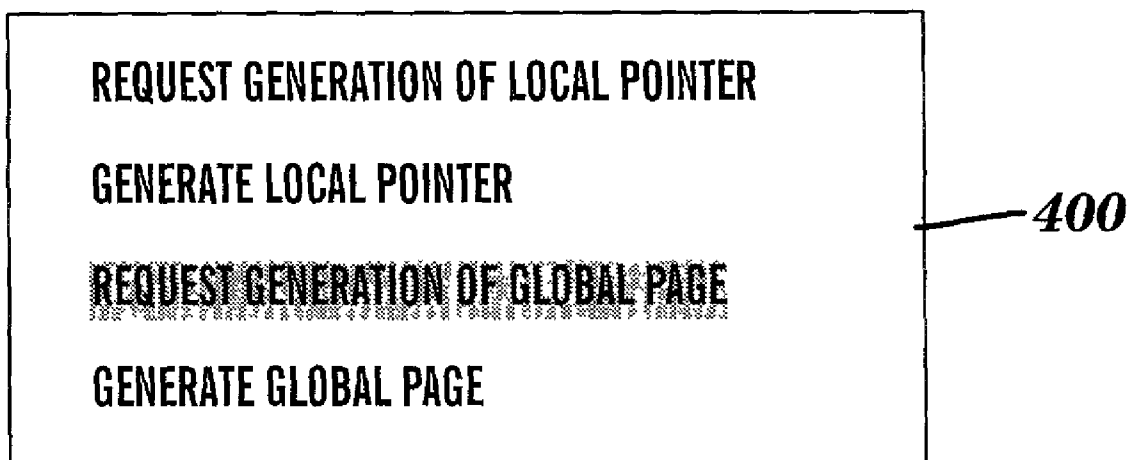 REQUEST GENERATION OF LOCAL POINTER
GENERATE LOCAL POINTER
400
REQUEST GENERATION OF GLOBAL PAGE
GENERATE GLOBAL PAGE